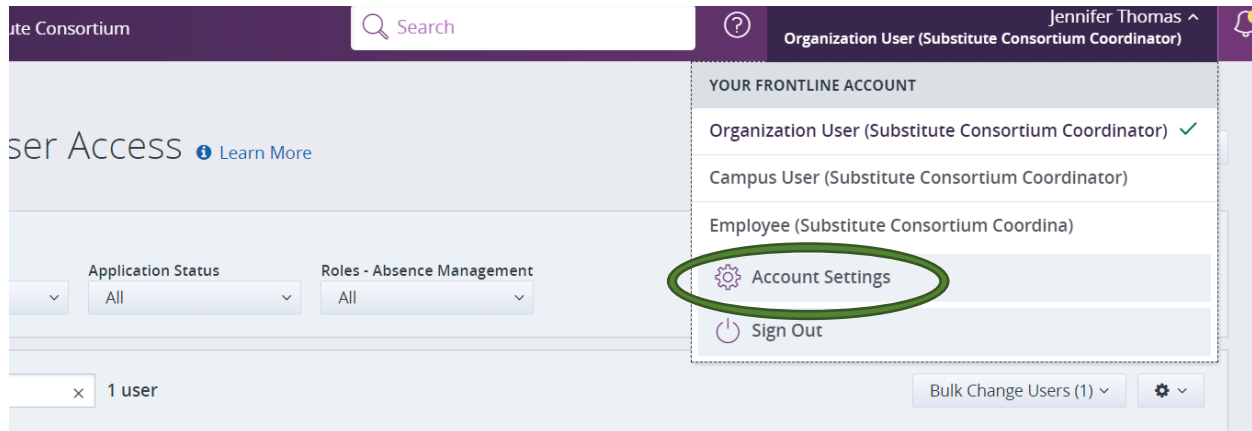 ute Consortium
Search
Jennifer Thomas
Organization User (Substitute Consortium Coordinator)
YOUR FRONTLINE ACCOUNT
Organization User (Substitute Consortium Coordinator)
Campus User (Substitute Consortium Coordinator)
Employee (Substitute Consortium Coordina)
Account Settings
Sign Out
ser Access Learn More
Application Status Roles - Absence Management
All All
1 user Bulk Change Users (1)